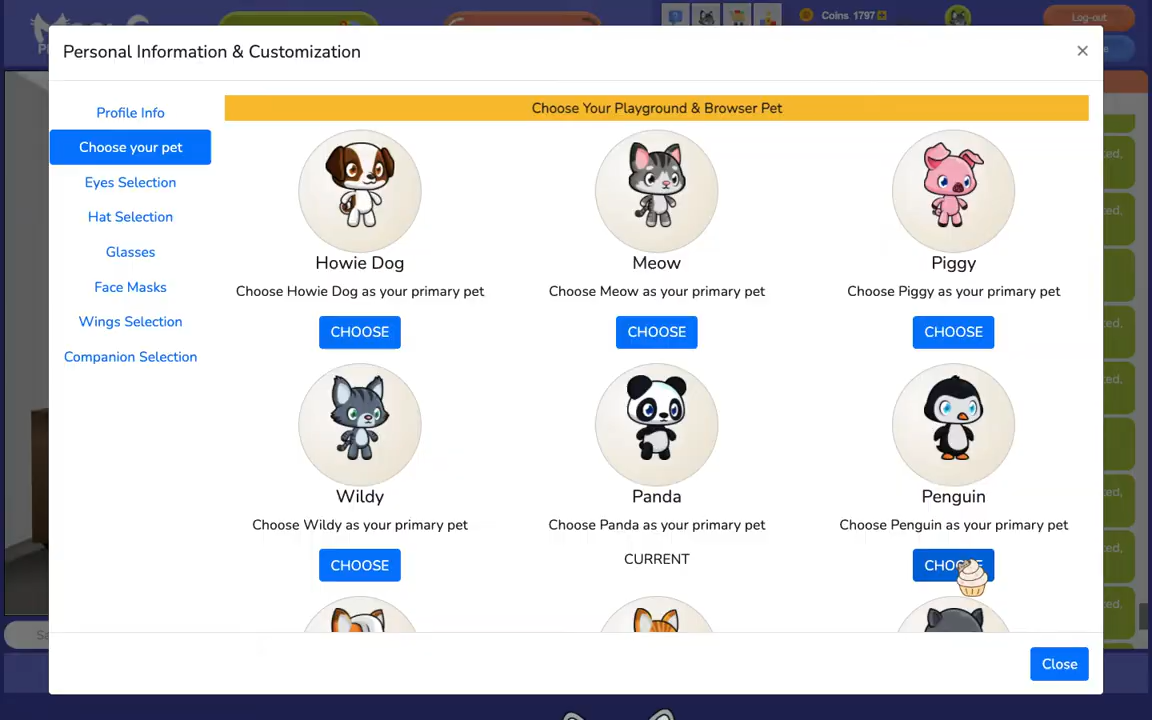 Coins 1797
Log-out
Personal Information & Customization
×
Profile Info
Choose your pet
Eyes Selection
Hat Selection
Glasses
Face Masks
Wings Selection
Companion Selection
Choose Your Playground & Browser Pet
Howie Dog
Choose Howie Dog as your primary pet
CHOOSE
Meow
Choose Meow as your primary pet
CHOOSE
Piggy
Choose Piggy as your primary pet
CHOOSE
Wildy
Choose Wildy as your primary pet
CHOOSE
Panda
Choose Panda as your primary pet
CURRENT
Penguin
Choose Penguin as your primary pet
CHOOSE
Close